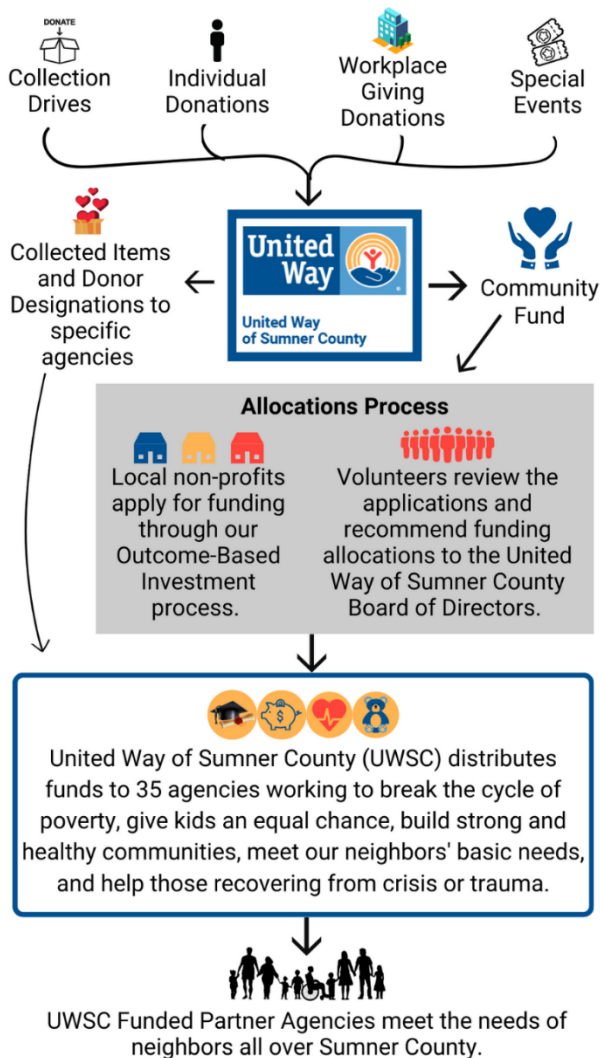 DONATE
Collection
Drives
Individual
Donations
Workplace
Giving
Donations
Special
Events
Collected Items
and Donor
Designations to
specific
agencies
United
Way
United Way
of Sumner County
Community
Fund
Allocations Process
Local non-profits
apply for funding
through our
Outcome-Based
Investment
process.
Volunteers review the
applications and
recommend funding
allocations to the United
Way of Sumner County
Board of Directors.
$
United Way of Sumner County (UWSC) distributes
funds to 35 agencies working to break the cycle of
poverty, give kids an equal chance, build strong and
healthy communities, meet our neighbors' basic needs,
and help those recovering from crisis or trauma.
UWSC Funded Partner Agencies meet the needs of
neighbors all over Sumner County.